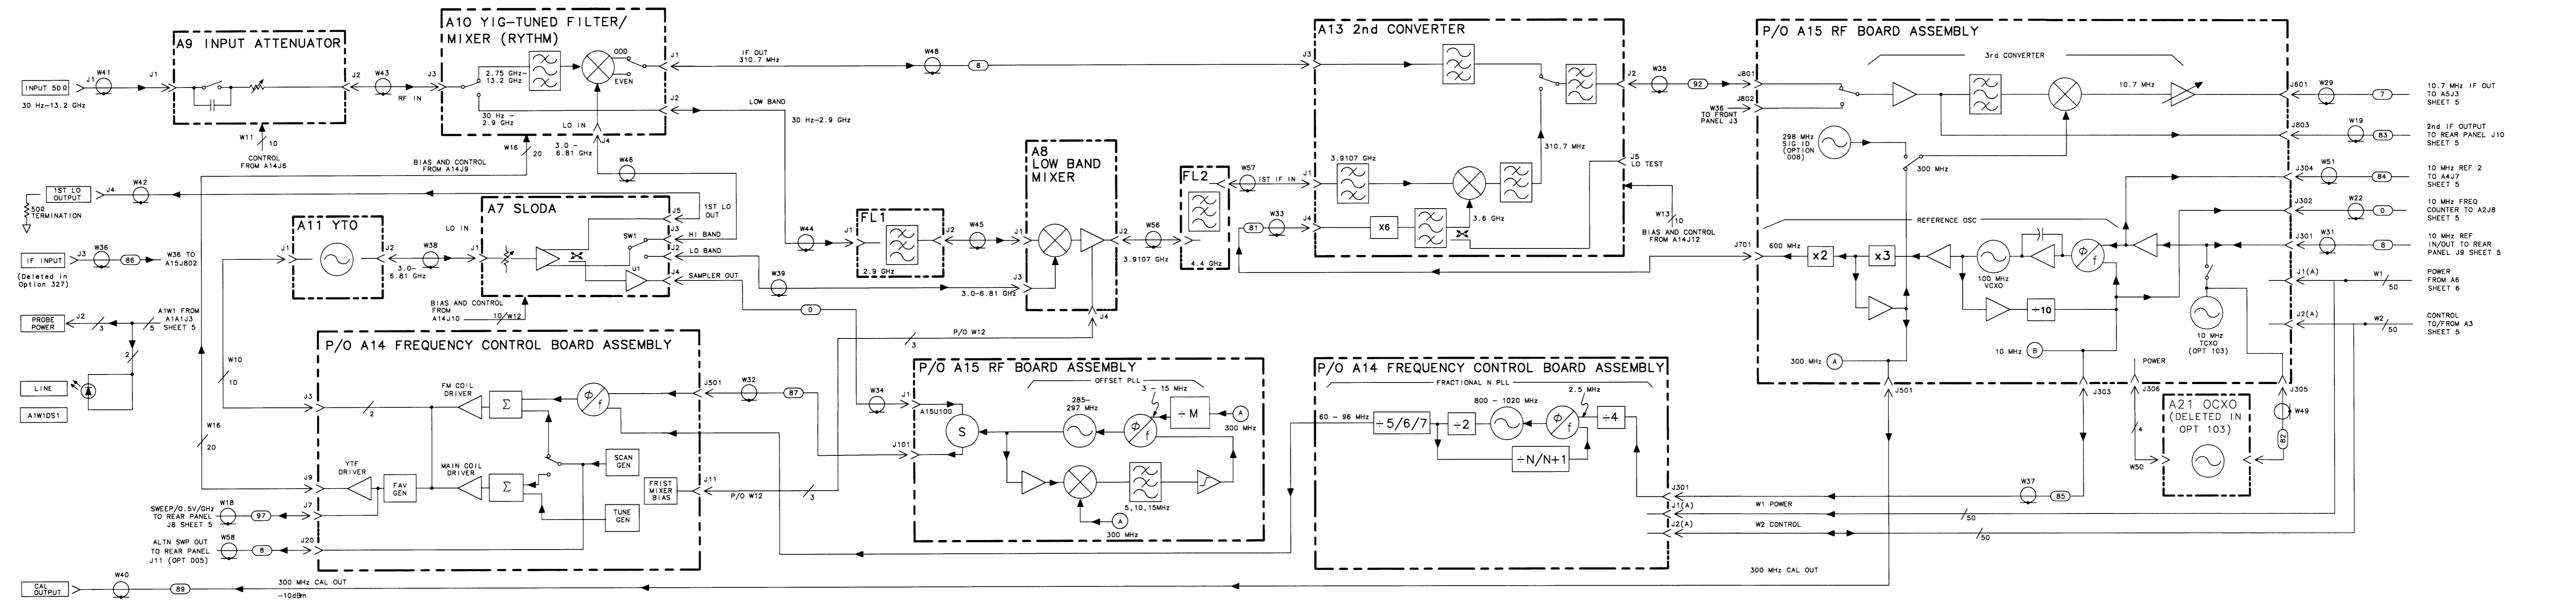 A9 INPUT ATTENUATOR
INPUT 50Ω
30 Hz-13.2 GHz
J1
W41
J1
J2
W43
RF IN
J3
W11
10
CONTROL
FROM A14J6
A10 YIG-TUNED FILTER/
MIXER (RYTHM)
2.75 GHz-
13.2 GHz
ODD
EVEN
J1
J2
30 Hz -
2.9 GHz
LO IN
J4
W16
20
BIAS AND CONTROL
FROM A14J9
3.0 -
6.81 GHz
W46
IF OUT
310.7 MHz
LOW BAND
30 Hz-2.9 GHz
W48
8
1ST LO
OUTPUT
J4
W42
50Ω
TERMINATION
IF INPUT
J3
W36
86
W36 TO
A15J802
(Deleted in
Option 327)
PROBE
POWER
J2
3
5
A1W1 FROM
A1A1J3
SHEET 5
2
LINE
A1W1DS1
A11 YTO
J1
J2
W38
3.0-
6.81 GHz
LO IN
A7 SLODA
J1
SW1
U1
J5
J3
J2
J4
1ST LO
OUT
HI BAND
LO BAND
SAMPLER OUT
BIAS AND CONTROL
FROM
A14J10
10
W12
W44
W39
0
FL1
J1
J2
2.9 GHz
W45
A8
LOW BAND
MIXER
J1
J2
J3
J4
3.0-6.81 GHz
W56
3.9107 GHz
FL2
4.4 GHz
W57
1ST IF IN
81
W33
A13 2nd CONVERTER
J3
J1
J4
J2
3.9107 GHz
310.7 MHz
X6
3.6 GHz
J5
LO TEST
W13
10
BIAS AND CONTROL
FROM A14J12
W35
92
P/O A15 RF BOARD ASSEMBLY
3rd CONVERTER
J801
J802
W36
TO FRONT
PANEL J3
10.7 MHz
298 MHz
SIG ID
(OPTION
008)
300 MHz
REFERENCE OSC
J701
600 MHz
x2
x3
100 MHz
VCXO
÷10
ϕ
f
10 MHz
TCXO
(OPT 103)
300 MHz
A
10 MHz
B
POWER
J501
J303
J306
J305
J601
W29
7
10.7 MHz IF OUT
TO A5J3
SHEET 5
J803
W19
83
2nd IF OUTPUT
TO REAR PANEL J10
SHEET 5
J304
W51
84
10 MHz REF 2
TO A4J7
SHEET 5
J302
W22
0
10 MHz FREQ
COUNTER TO A2J8
SHEET 5
J301
W31
8
10 MHz REF
IN/OUT TO REAR
PANEL J9 SHEET 5
J1(A)
W1
50
POWER
FROM A6
SHEET 6
J2(A)
W2
50
CONTROL
TO/FROM A3
SHEET 5
A21 OCXO
(DELETED IN
OPT 103)
4
W50
W49
82
P/O A14 FREQUENCY CONTROL BOARD ASSEMBLY
W10
10
W16
20
J3
2
FM COIL
DRIVER
Σ
ϕ
f
J501
W32
87
YTF
DRIVER
FAV
GEN
MAIN COIL
DRIVER
Σ
SCAN
GEN
TUNE
GEN
FRIST
MIXER
BIAS
J11
P/O W12
3
P/O W12
3
J9
J7
J20
W18
97
SWEEP/0.5V/GHz
TO REAR PANEL
J8 SHEET 5
W58
8
ALTN SWP OUT
TO REAR PANEL
J11 (OPT 005)
P/O A15 RF BOARD ASSEMBLY
OFFSET PLL
W34
J1
A15U100
S
J101
285-
297 MHz
3 - 15 MHz
ϕ
f
÷M
A
300 MHz
5,10,15MHz
A
300 MHz
P/O A14 FREQUENCY CONTROL BOARD ASSEMBLY
FRACTIONAL N PLL
60 - 96 MHz
÷5/6/7
÷2
800 - 1020 MHz
ϕ
f
2.5 MHz
÷4
÷N/N+1
J301
J1(A)
J2(A)
W37
85
W1 POWER
50
W2 CONTROL
50
CAL
OUTPUT
W40
89
300 MHz CAL OUT
-10dBm
300 MHz CAL OUT